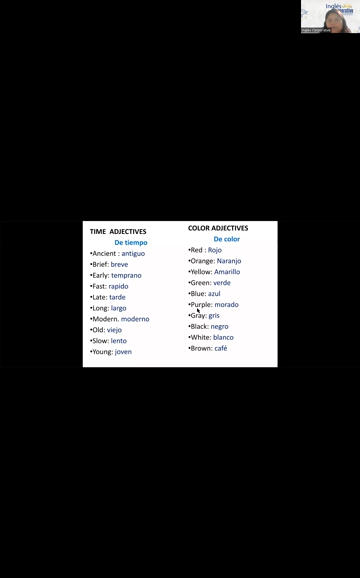 Inglés
TIME ADJECTIVES
De tiempo
•Ancient : antiguo
•Brief: breve
•Early: temprano
•Fast: rapido
•Late: tarde
•Long: largo
•Modern. moderno
•Old: viejo
•Slow: lento
•Young: joven
COLOR ADJECTIVES
De color
•Red : Rojo
•Orange: Naranjo
•Yellow: Amarillo
•Green: verde
•Blue: azul
•Purple: morado
•Gray: gris
•Black: negro
•White: blanco
•Brown: café